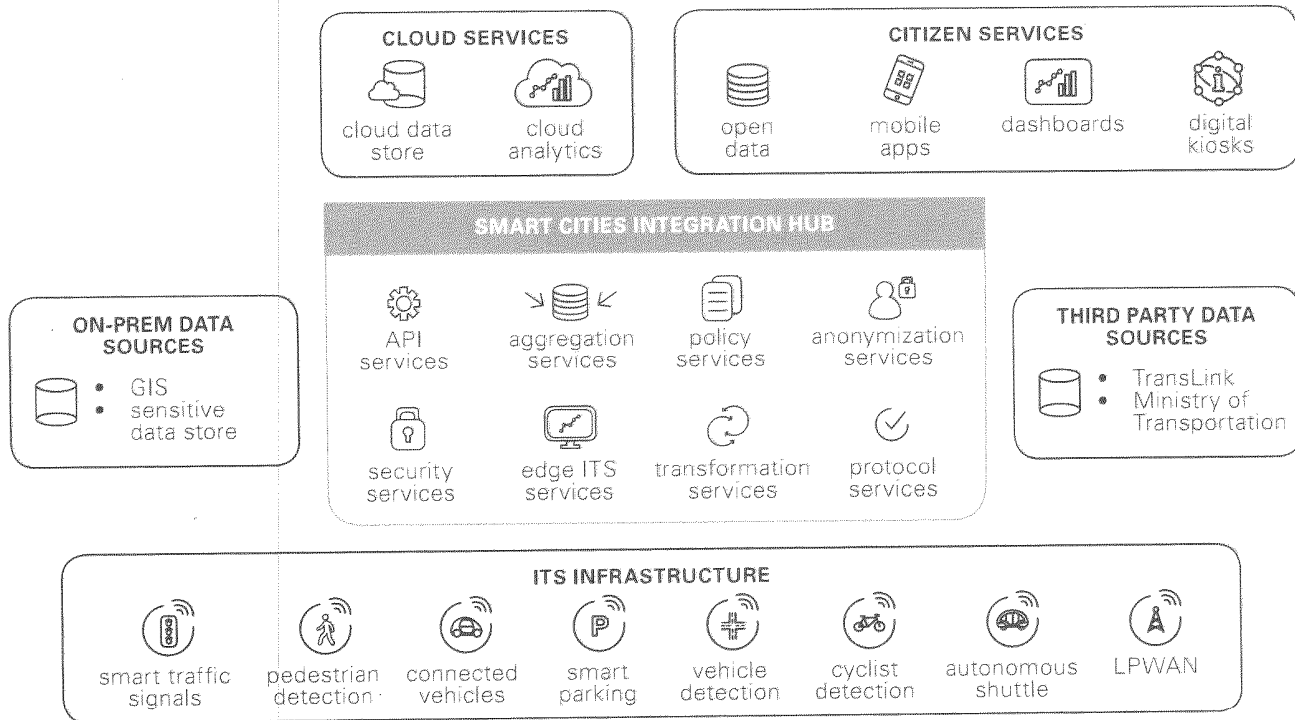 CLOUD SERVICES
cloud data
store
cloud
analytics
CITIZEN SERVICES
open
data
mobile
apps
dashboards
digital
kiosks
SMART CITIES INTEGRATION HUB
API
services
aggregation
services
policy
services
anonymization
services
security
services
edge ITS
services
transformation
services
protocol
services
ON-PREM DATA
SOURCES
• GIS
• sensitive
data store
THIRD PARTY DATA
SOURCES
• TransLink
• Ministry of
Transportation
ITS INFRASTRUCTURE
smart traffic
signals
pedestrian
detection
connected
vehicles
P
smart
parking
vehicle
detection
cyclist
detection
autonomous
shuttle
LPWAN